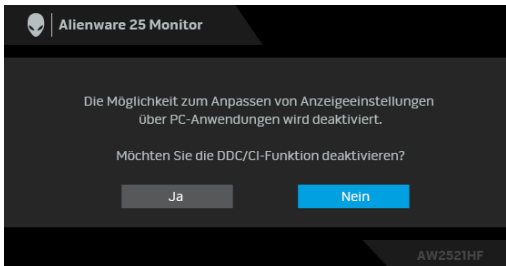 Alienware 25 Monitor
Die Möglichkeit zum Anpassen von Anzeigeeinstellungen
über PC-Anwendungen wird deaktiviert.
Möchten Sie die DDC/CI-Funktion deaktivieren?
Ja
Nein
AW2521HF